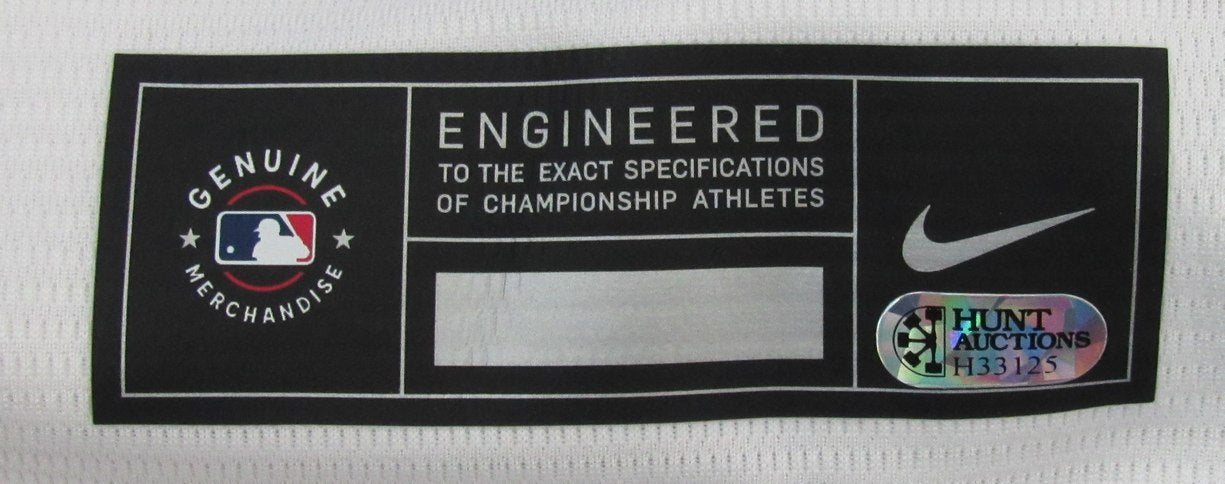 GENUINE
MERCHANDISE
ENGINEERED
TO THE EXACT SPECIFICATIONS
OF CHAMPIONSHIP ATHLETES
HUNT
AUCTIONS
H33125